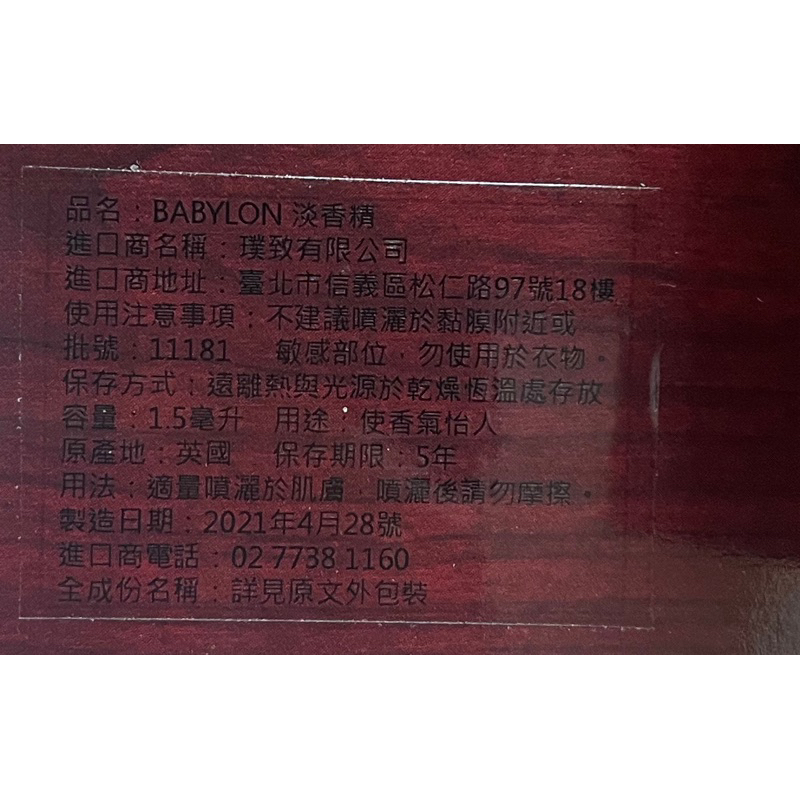 品名：BABYLON 淡香精
進口商名稱：璞致有限公司
進口商地址：臺北市信義區松仁路97號18樓
使用注意事項：不建議噴灑於黏膜附近或
批號：11181 敏感部位，勿使用於衣物。
保存方式：遠離熱與光源於乾燥恆溫處存放
容量：1.5毫升 用途：使香氣怡人
原產地：英國 保存期限：5年
用法：適量噴灑於肌膚，噴灑後請勿摩擦。
製造日期：2021年4月28號
進口商電話：02 7738 1160
全成份名稱：詳見原文外包裝